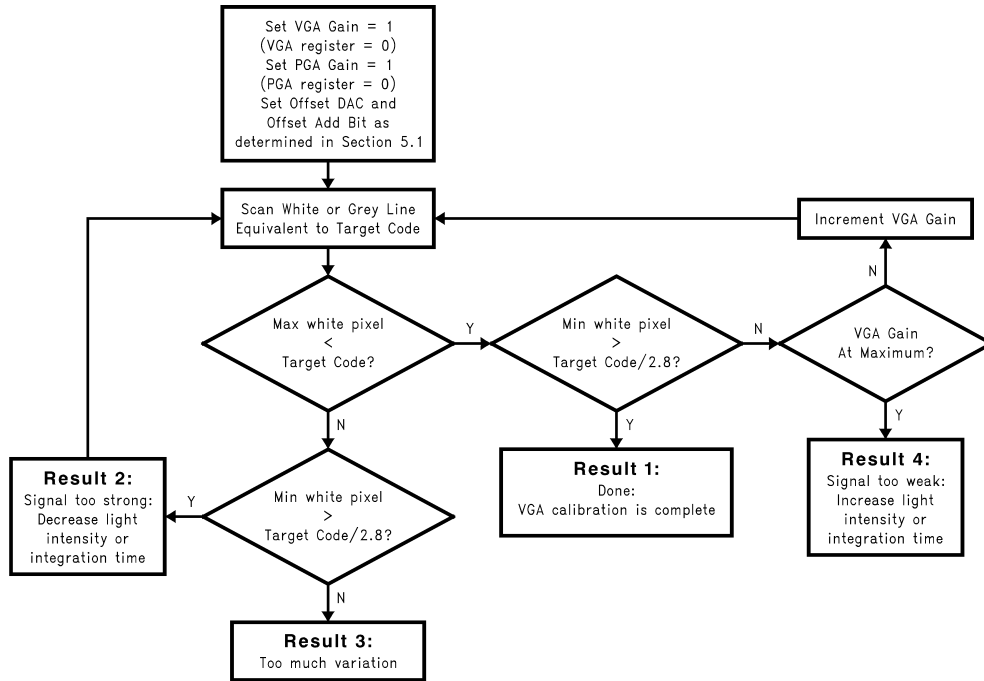 Set VGA Gain = 1
(VGA register = 0)
Set PGA Gain = 1
(PGA register = 0)
Set Offset DAC and
Offset Add Bit as
determined in Section 5.1
Scan White or Grey Line
Equivalent to Target Code
Increment VGA Gain
N
Max white pixel
<
Target Code?
Y
Min white pixel
>
Target Code/2.8?
N
VGA Gain
At Maximum?
N
Y
Y
Result 2:
Signal too strong:
Decrease light
intensity or
integration time
Y
Min white pixel
>
Target Code/2.8?
Result 1:
Done:
VGA calibration is complete
Result 4:
Signal too weak:
Increase light
intensity or
integration time
N
Result 3:
Too much variation